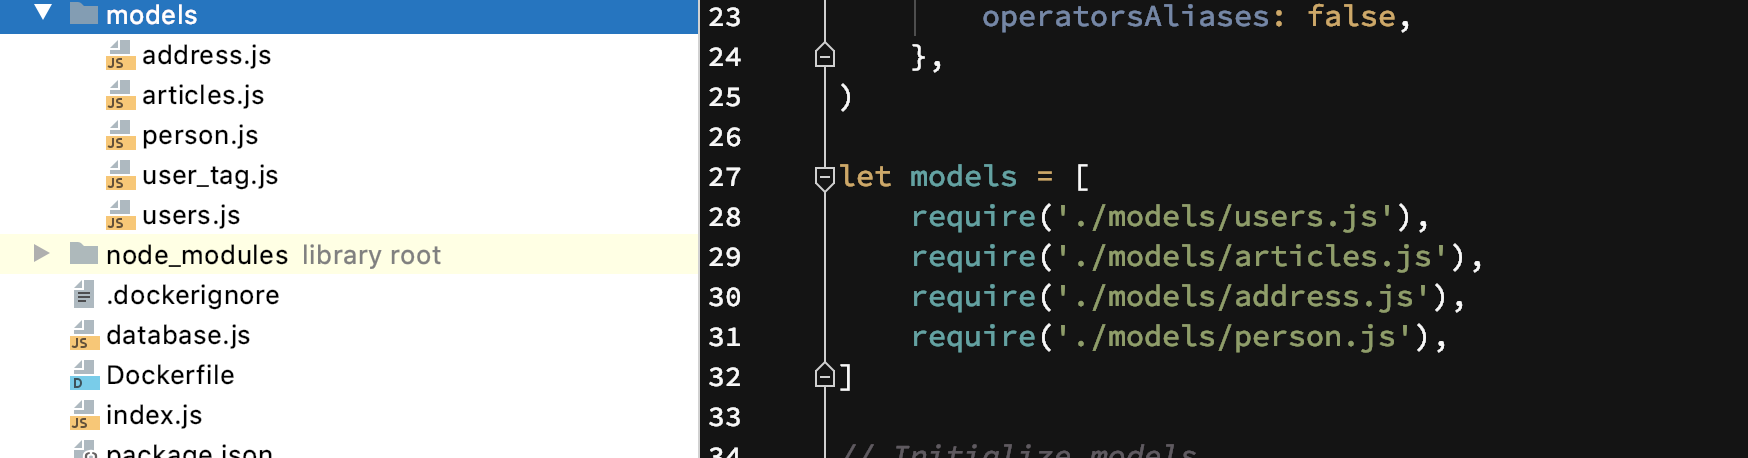 models
address.js
articles.js
person.js
user_tag.js
users.js
node_modules library root
.dockerignore
database.js
Dockerfile
index.js
package.json
23 operatorsAliases: false,
24 },
25 )
26
27 let models = [
28 require('./models/users.js'),
29 require('./models/articles.js'),
30 require('./models/address.js'),
31 require('./models/person.js'),
32 ]
33
34 // Initialize models